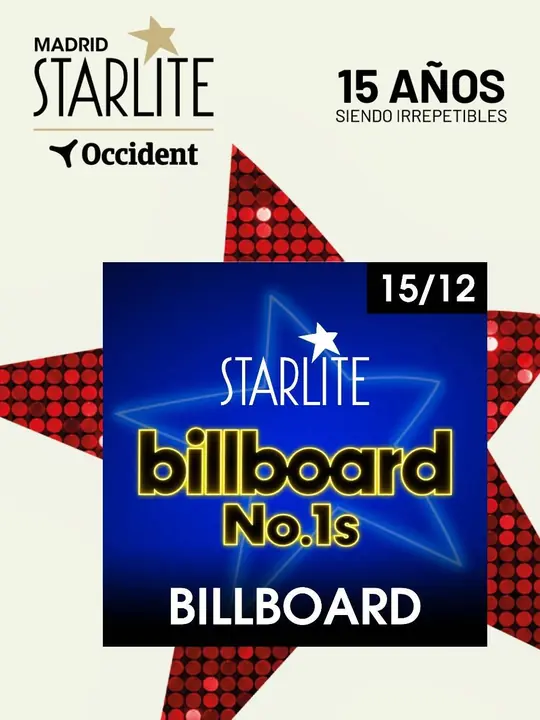 MADRID
STARLITE
Occident
15 AÑOS
SIENDO IRREPETIBLES
15/12
STARLITE
billboard
No.1s
BILLBOARD